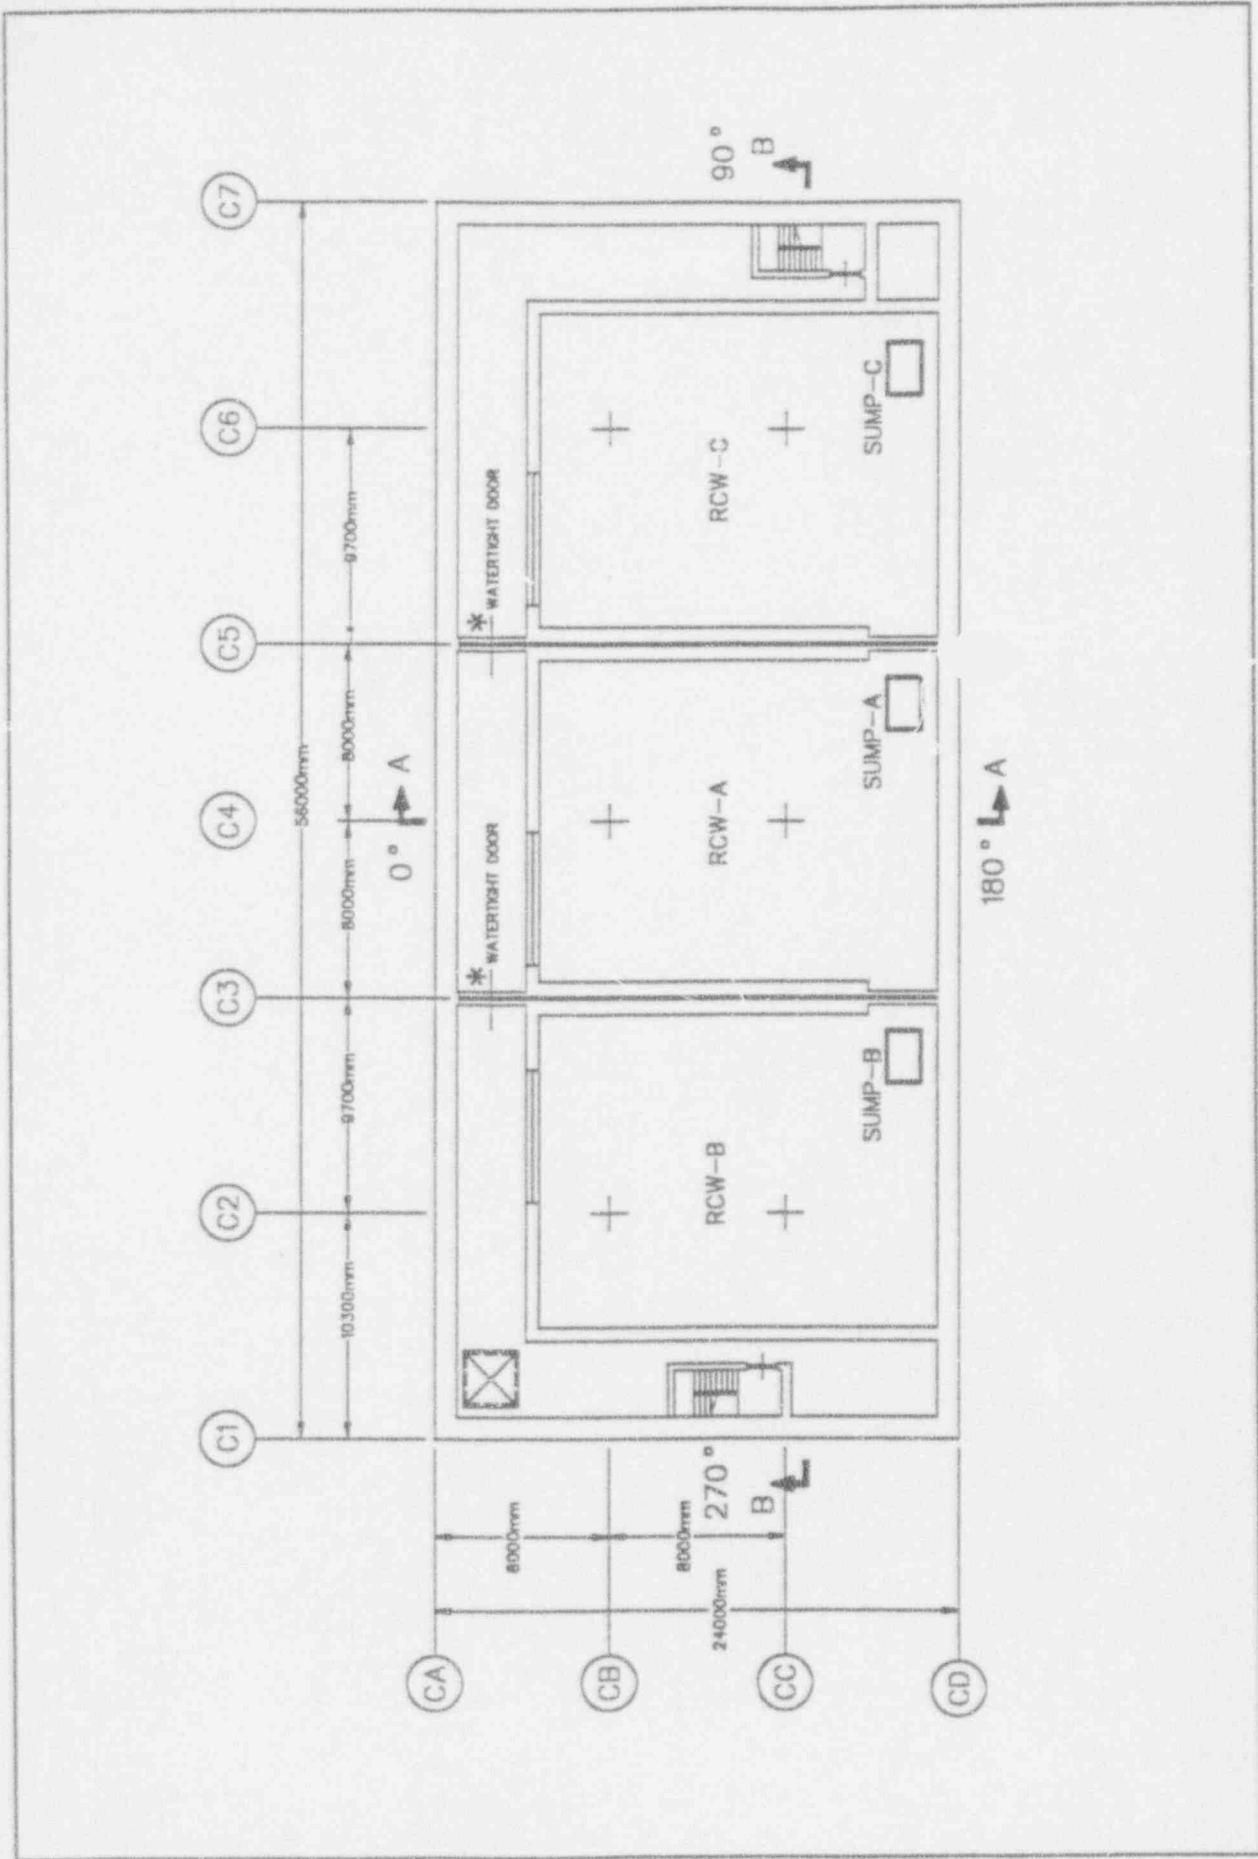 C1
C2
C3
C4
C5
C6
C7
56000mm
10300mm
9700mm
8000mm
8000mm
9700mm
0°
A
CA
CB
CC
CD
8000mm
8000mm
24000mm
* WATERTIGHT DOOR
* WATERTIGHT DOOR
RCW-B
RCW-A
RCW-C
270°
B
90°
B
SUMP-B
SUMP-A
SUMP-C
180°
A